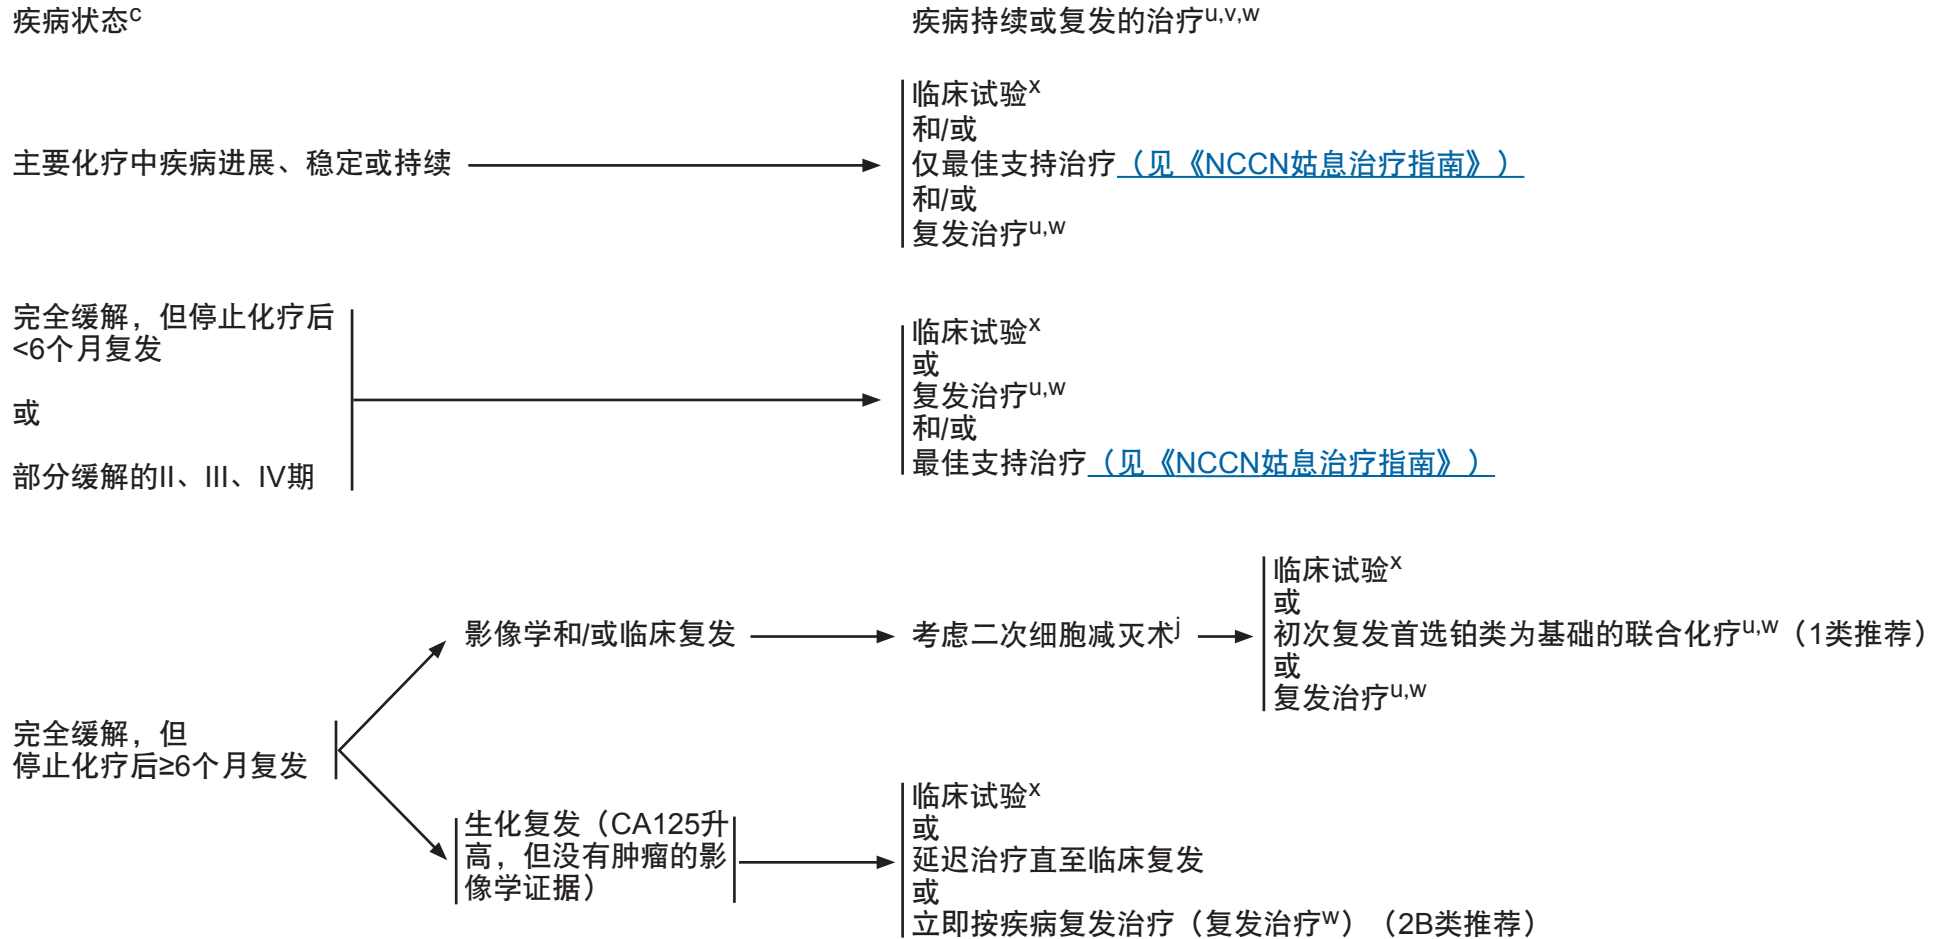 疾病状态c
疾病持续或复发的治疗u,v,w
主要化疗中疾病进展、稳定或持续
临床试验x
和/或
仅最佳支持治疗（见《NCCN姑息治疗指南》）
和/或
复发治疗u,w
完全缓解，但停止化疗后
<6个月复发
或
部分缓解的II、III、IV期
临床试验x
或
复发治疗u,w
和/或
最佳支持治疗（见《NCCN姑息治疗指南》）
完全缓解，但
停止化疗后≥6个月复发
影像学和/或临床复发
考虑二次细胞减灭术j
临床试验x
或
初次复发首选铂类为基础的联合化疗u,w（1类推荐）
或
复发治疗u,w
生化复发（CA125升
高，但没有肿瘤的影
像学证据）
临床试验x
或
延迟治疗直至临床复发
或
立即按疾病复发治疗（复发治疗w）（2B类推荐）